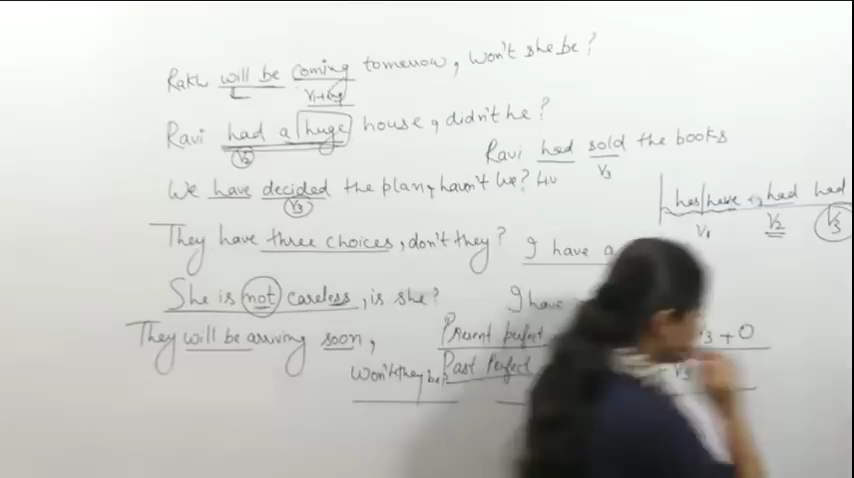 Rakhi will be coming tomorrow, won't she be?
V1+ing
Ravi had a huge house, didn't he?
V2
Ravi had sold the books
V3
We have decided the plan, haven't we? HV
V3
has/have, had had
V1 V2 V3
They have three choices, don't they? I have a
She is not careless, is she? I have
They will be arriving soon,
won't they be?
Present perfect V3 + O
Past Perfect + V3